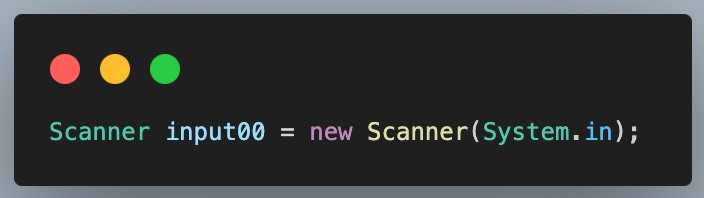 Scanner input00 = new Scanner(System.in);